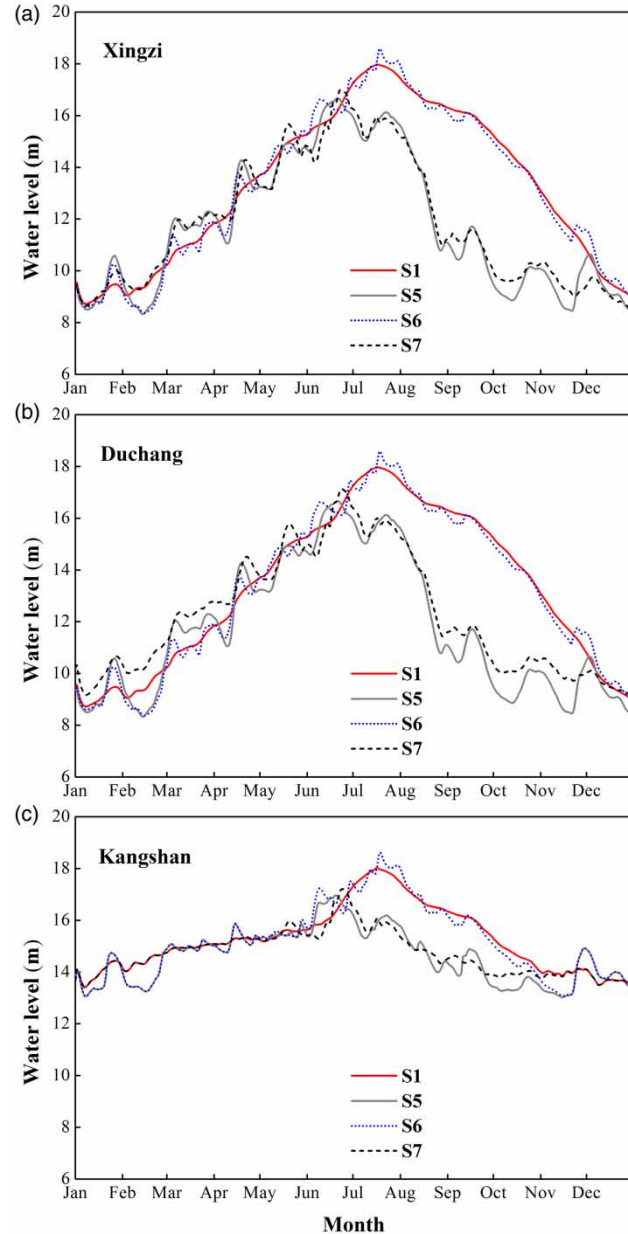 (a)
20
18
16
14
12
10
8
6
Water level (m)
Xingzi
S1
S5
S6
S7
Jan Feb Mar Apr May Jun Jul Aug Sep Oct Nov Dec
(b)
20
18
16
14
12
10
8
6
Water level (m)
Duchang
S1
S5
S6
S7
Jan Feb Mar Apr May Jun Jul Aug Sep Oct Nov Dec
(c)
20
18
16
14
12
10
8
6
Water level (m)
Kangshan
S1
S5
S6
S7
Jan Feb Mar Apr May Jun Jul Aug Sep Oct Nov Dec
Month